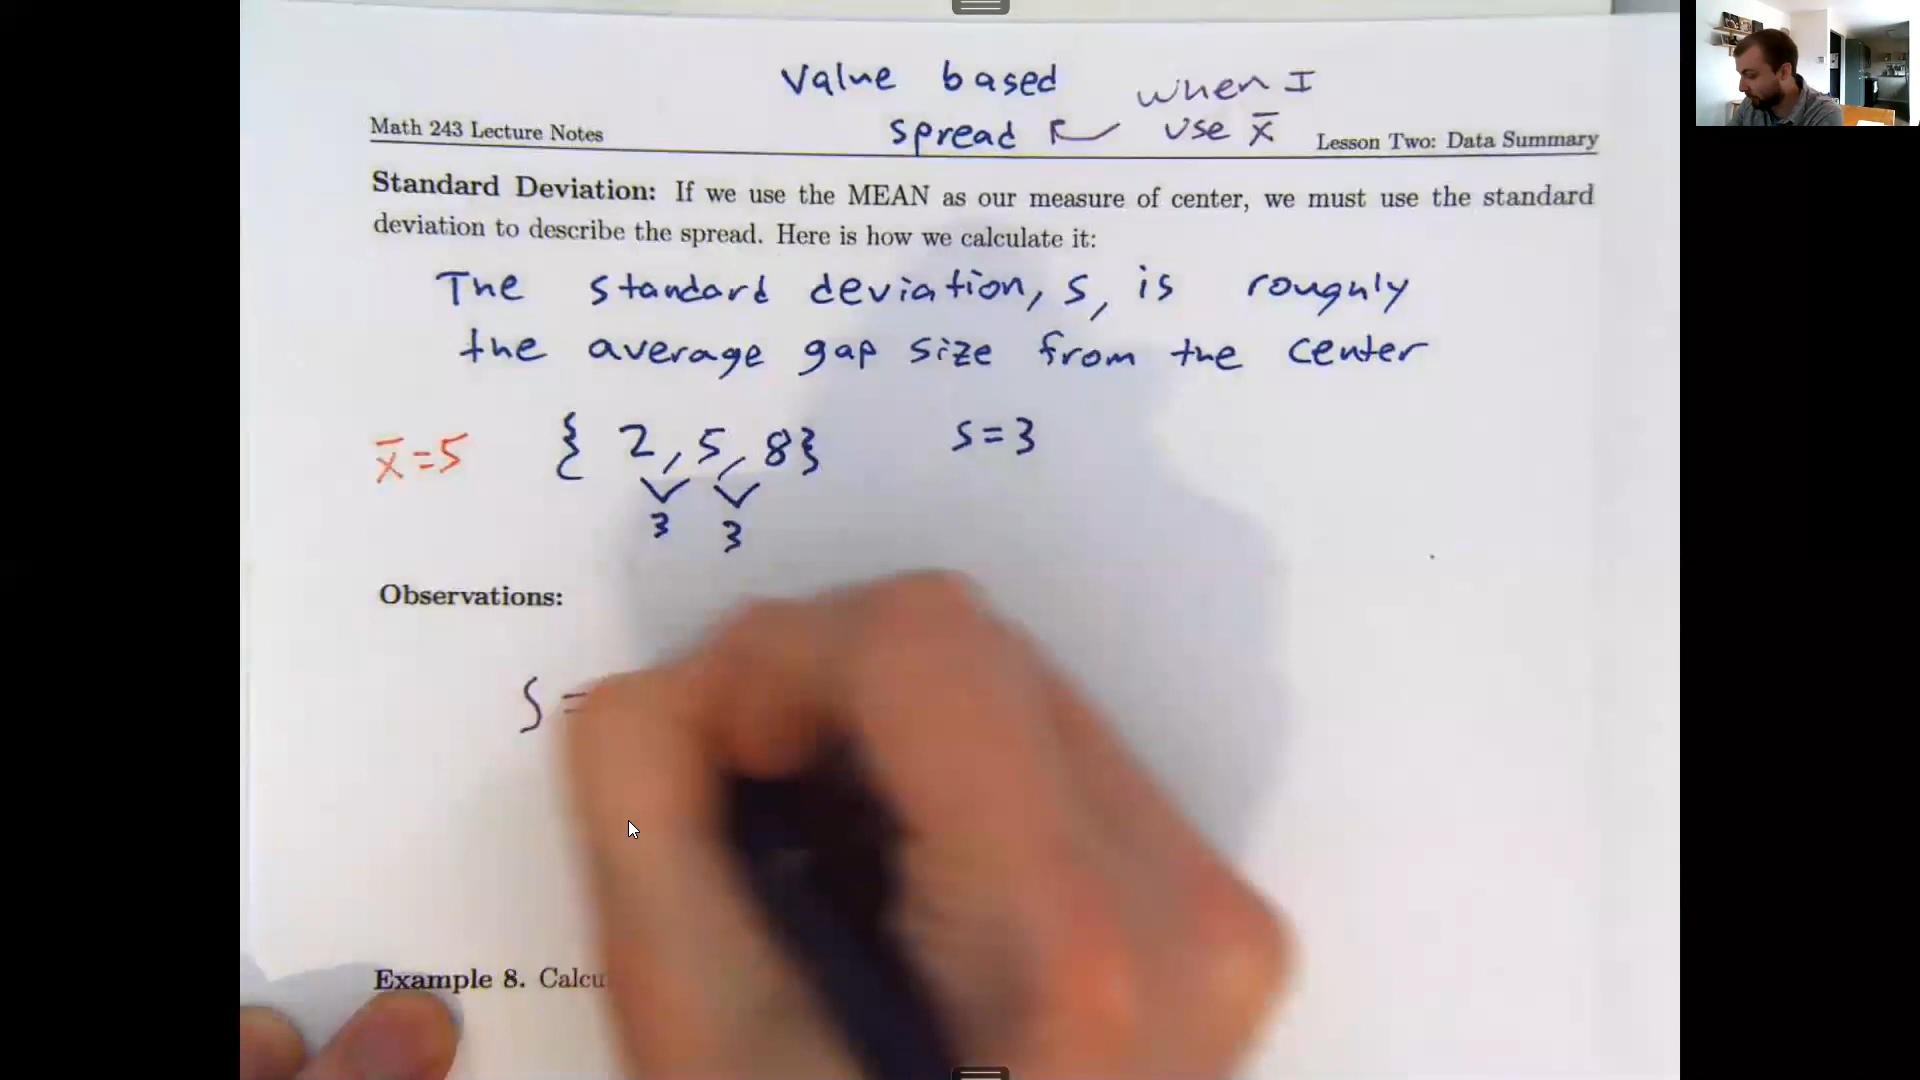 Value based
when I
Math 243 Lecture Notes
spread
use x̄
Lesson Two: Data Summary
Standard Deviation: If we use the MEAN as our measure of center, we must use the standard
deviation to describe the spread. Here is how we calculate it:
The standard deviation, s, is roughly
the average gap size from the center
x̄=5
{ 2, 5, 8}
s=3
3 3
Observations:
S =
Example 8.